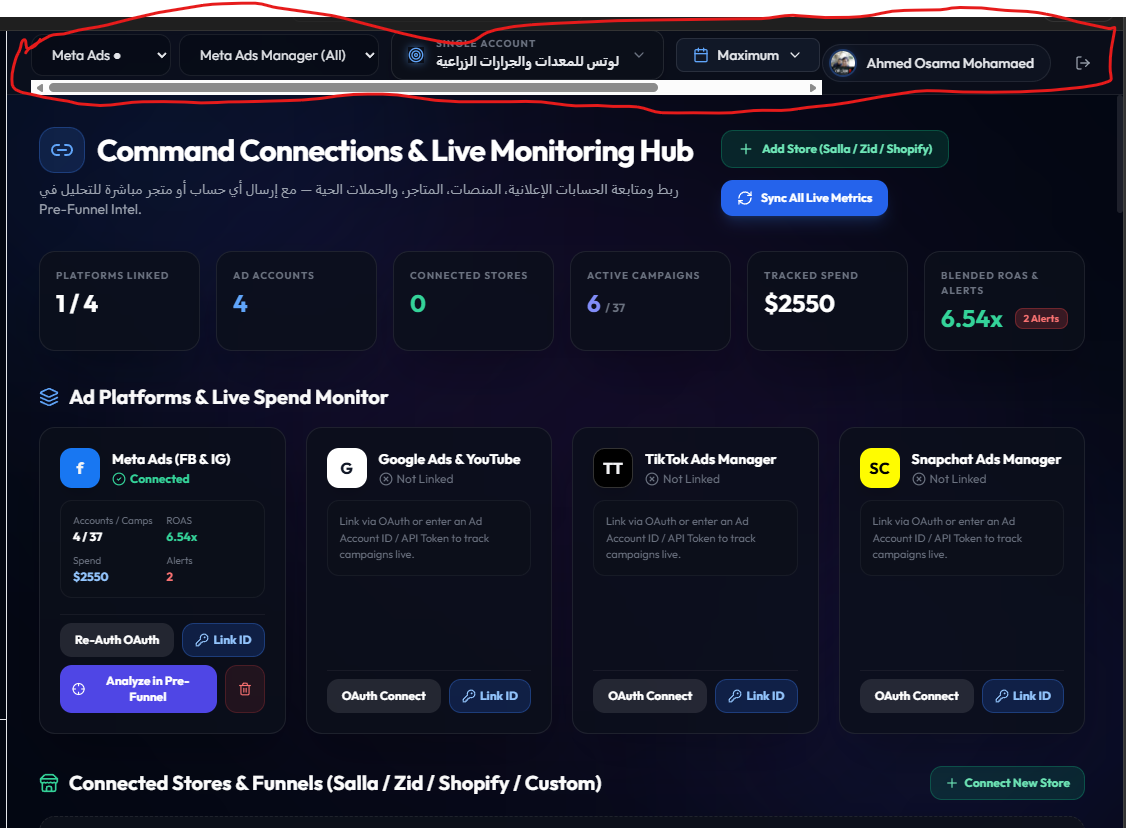 Meta Ads ●
Meta Ads Manager (All)
SINGLE ACCOUNT
لوتس للمعدات والجرارات الزراعية
Maximum
Ahmed Osama Mohamaed
Command Connections & Live Monitoring Hub
ربط ومتابعة الحسابات الإعلانية، المنصات، المتاجر، والحملات الحية — مع إرسال أي حساب أو متجر مباشرة للتحليل في
Pre-Funnel Intel.
Add Store (Salla / Zid / Shopify)
Sync All Live Metrics
PLATFORMS LINKED
1 / 4
AD ACCOUNTS
4
CONNECTED STORES
0
ACTIVE CAMPAIGNS
6 / 37
TRACKED SPEND
$2550
BLENDED ROAS &
ALERTS
6.54x
2 Alerts
Ad Platforms & Live Spend Monitor
f
Meta Ads (FB & IG)
Connected
Accounts / Camps
4 / 37
ROAS
6.54x
Spend
$2550
Alerts
2
Re-Auth OAuth
Link ID
Analyze in Pre-
Funnel
G
Google Ads & YouTube
Not Linked
Link via OAuth or enter an Ad
Account ID / API Token to track
campaigns live.
OAuth Connect
Link ID
TT
TikTok Ads Manager
Not Linked
Link via OAuth or enter an Ad
Account ID / API Token to track
campaigns live.
OAuth Connect
Link ID
SC
Snapchat Ads Manager
Not Linked
Link via OAuth or enter an Ad
Account ID / API Token to track
campaigns live.
OAuth Connect
Link ID
Connected Stores & Funnels (Salla / Zid / Shopify / Custom)
Connect New Store